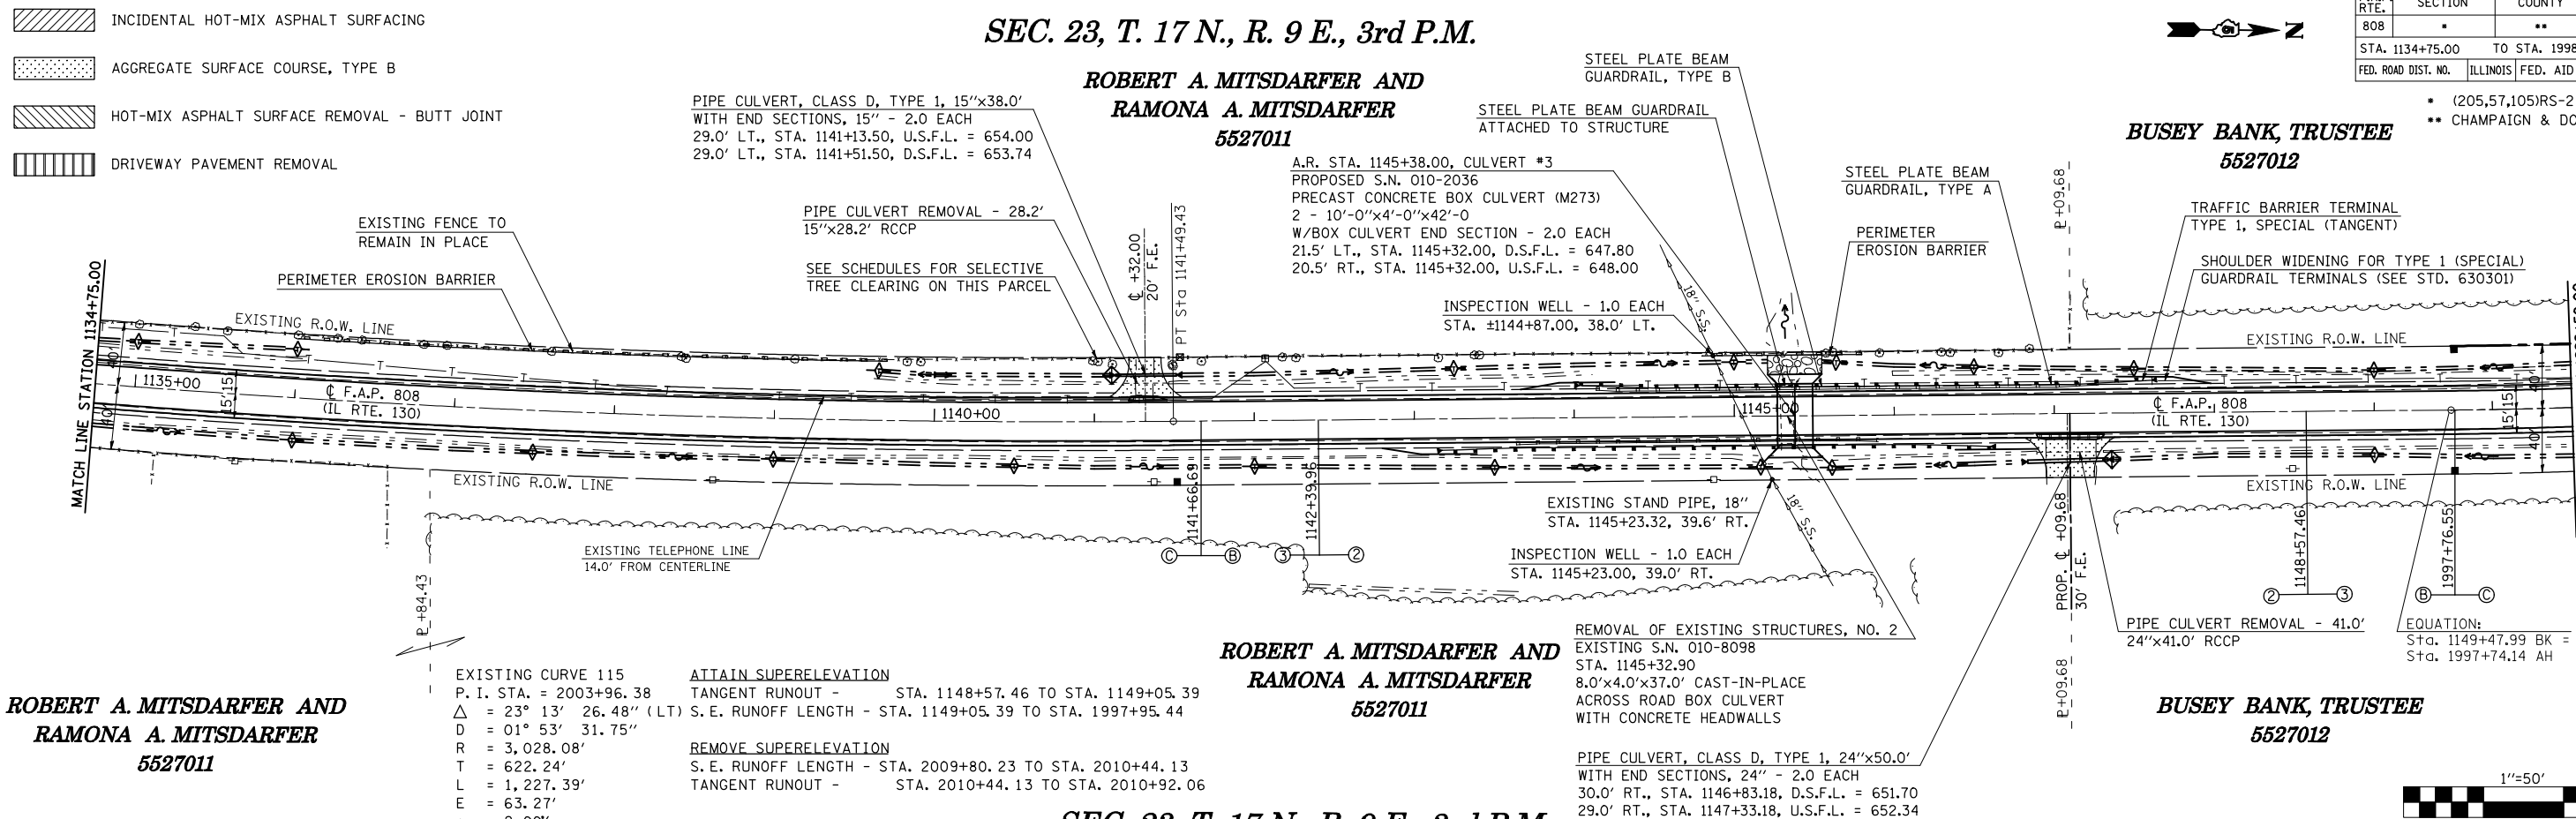 INCIDENTAL HOT-MIX ASPHALT SURFACING
AGGREGATE SURFACE COURSE, TYPE B
HOT-MIX ASPHALT SURFACE REMOVAL - BUTT JOINT
DRIVEWAY PAVEMENT REMOVAL
SEC. 23, T. 17 N., R. 9 E., 3rd P.M.
ROBERT A. MITSDARFER AND
RAMONA A. MITSDARFER
5527011
N
RTE.
SECTION
COUNTY
808
*
**
STA. 1134+75.00 TO STA. 1998
FED. ROAD DIST. NO.
ILLINOIS
FED. AID
* (205,57,105)RS-2
** CHAMPAIGN & DO
BUSEY BANK, TRUSTEE
5527012
PIPE CULVERT, CLASS D, TYPE 1, 15"x38.0'
WITH END SECTIONS, 15" - 2.0 EACH
29.0' LT., STA. 1141+13.50, U.S.F.L. = 654.00
29.0' LT., STA. 1141+51.50, D.S.F.L. = 653.74
STEEL PLATE BEAM
GUARDRAIL, TYPE B
STEEL PLATE BEAM GUARDRAIL
ATTACHED TO STRUCTURE
A.R. STA. 1145+38.00, CULVERT #3
PROPOSED S.N. 010-2036
PRECAST CONCRETE BOX CULVERT (M273)
2 - 10'-0"x4'-0"x42'-0
W/BOX CULVERT END SECTION - 2.0 EACH
21.5' LT., STA. 1145+32.00, D.S.F.L. = 647.80
20.5' RT., STA. 1145+32.00, U.S.F.L. = 648.00
STEEL PLATE BEAM
GUARDRAIL, TYPE A
PERIMETER
EROSION BARRIER
P +09.68
TRAFFIC BARRIER TERMINAL
TYPE 1, SPECIAL (TANGENT)
SHOULDER WIDENING FOR TYPE 1 (SPECIAL)
GUARDRAIL TERMINALS (SEE STD. 630301)
EXISTING FENCE TO
REMAIN IN PLACE
PERIMETER EROSION BARRIER
PIPE CULVERT REMOVAL - 28.2'
15"x28.2' RCCP
SEE SCHEDULES FOR SELECTIVE
TREE CLEARING ON THIS PARCEL
℄ +32.00
20' F.E.
PT Sta 1141+49.43
INSPECTION WELL - 1.0 EACH
STA. ±1144+87.00, 38.0' LT.
18" S.S.
MATCH LINE STATION 1134+75.00
EXISTING R.O.W. LINE
EXISTING R.O.W. LINE
40'
40'
1135+00
15'
15'
℄ F.A.P. 808
(IL RTE. 130)
1140+00
1145+00
℄ F.A.P. 808
(IL RTE. 130)
15'
15'
40'
40'
EXISTING R.O.W. LINE
EXISTING R.O.W. LINE
EXISTING TELEPHONE LINE
14.0' FROM CENTERLINE
1141+66.69
C
B
1142+39.96
3
2
EXISTING STAND PIPE, 18"
STA. 1145+23.32, 39.6' RT.
INSPECTION WELL - 1.0 EACH
STA. 1145+23.00, 39.0' RT.
18" S.S.
PROP. ℄ +09.68
30' F.E.
1148+57.46
2
3
1997+76.55
B
C
P +84.43
PIPE CULVERT REMOVAL - 41.0'
24"x41.0' RCCP
EQUATION:
Sta. 1149+47.99 BK =
Sta. 1997+74.14 AH
REMOVAL OF EXISTING STRUCTURES, NO. 2
EXISTING S.N. 010-8098
STA. 1145+32.90
8.0'x4.0'x37.0' CAST-IN-PLACE
ACROSS ROAD BOX CULVERT
WITH CONCRETE HEADWALLS
P +09.68
ROBERT A. MITSDARFER AND
RAMONA A. MITSDARFER
5527011
EXISTING CURVE 115
P.I. STA. = 2003+96.38
△ = 23° 13' 26.48" (LT)
D = 01° 53' 31.75"
R = 3,028.08'
T = 622.24'
L = 1,227.39'
E = 63.27'
ATTAIN SUPERELEVATION
TANGENT RUNOUT - STA. 1148+57.46 TO STA. 1149+05.39
S.E. RUNOFF LENGTH - STA. 1149+05.39 TO STA. 1997+95.44
REMOVE SUPERELEVATION
S.E. RUNOFF LENGTH - STA. 2009+80.23 TO STA. 2010+44.13
TANGENT RUNOUT - STA. 2010+44.13 TO STA. 2010+92.06
ROBERT A. MITSDARFER AND
RAMONA A. MITSDARFER
5527011
BUSEY BANK, TRUSTEE
5527012
PIPE CULVERT, CLASS D, TYPE 1, 24"x50.0'
WITH END SECTIONS, 24" - 2.0 EACH
30.0' RT., STA. 1146+83.18, D.S.F.L. = 651.70
29.0' RT., STA. 1147+33.18, U.S.F.L. = 652.34
1"=50'